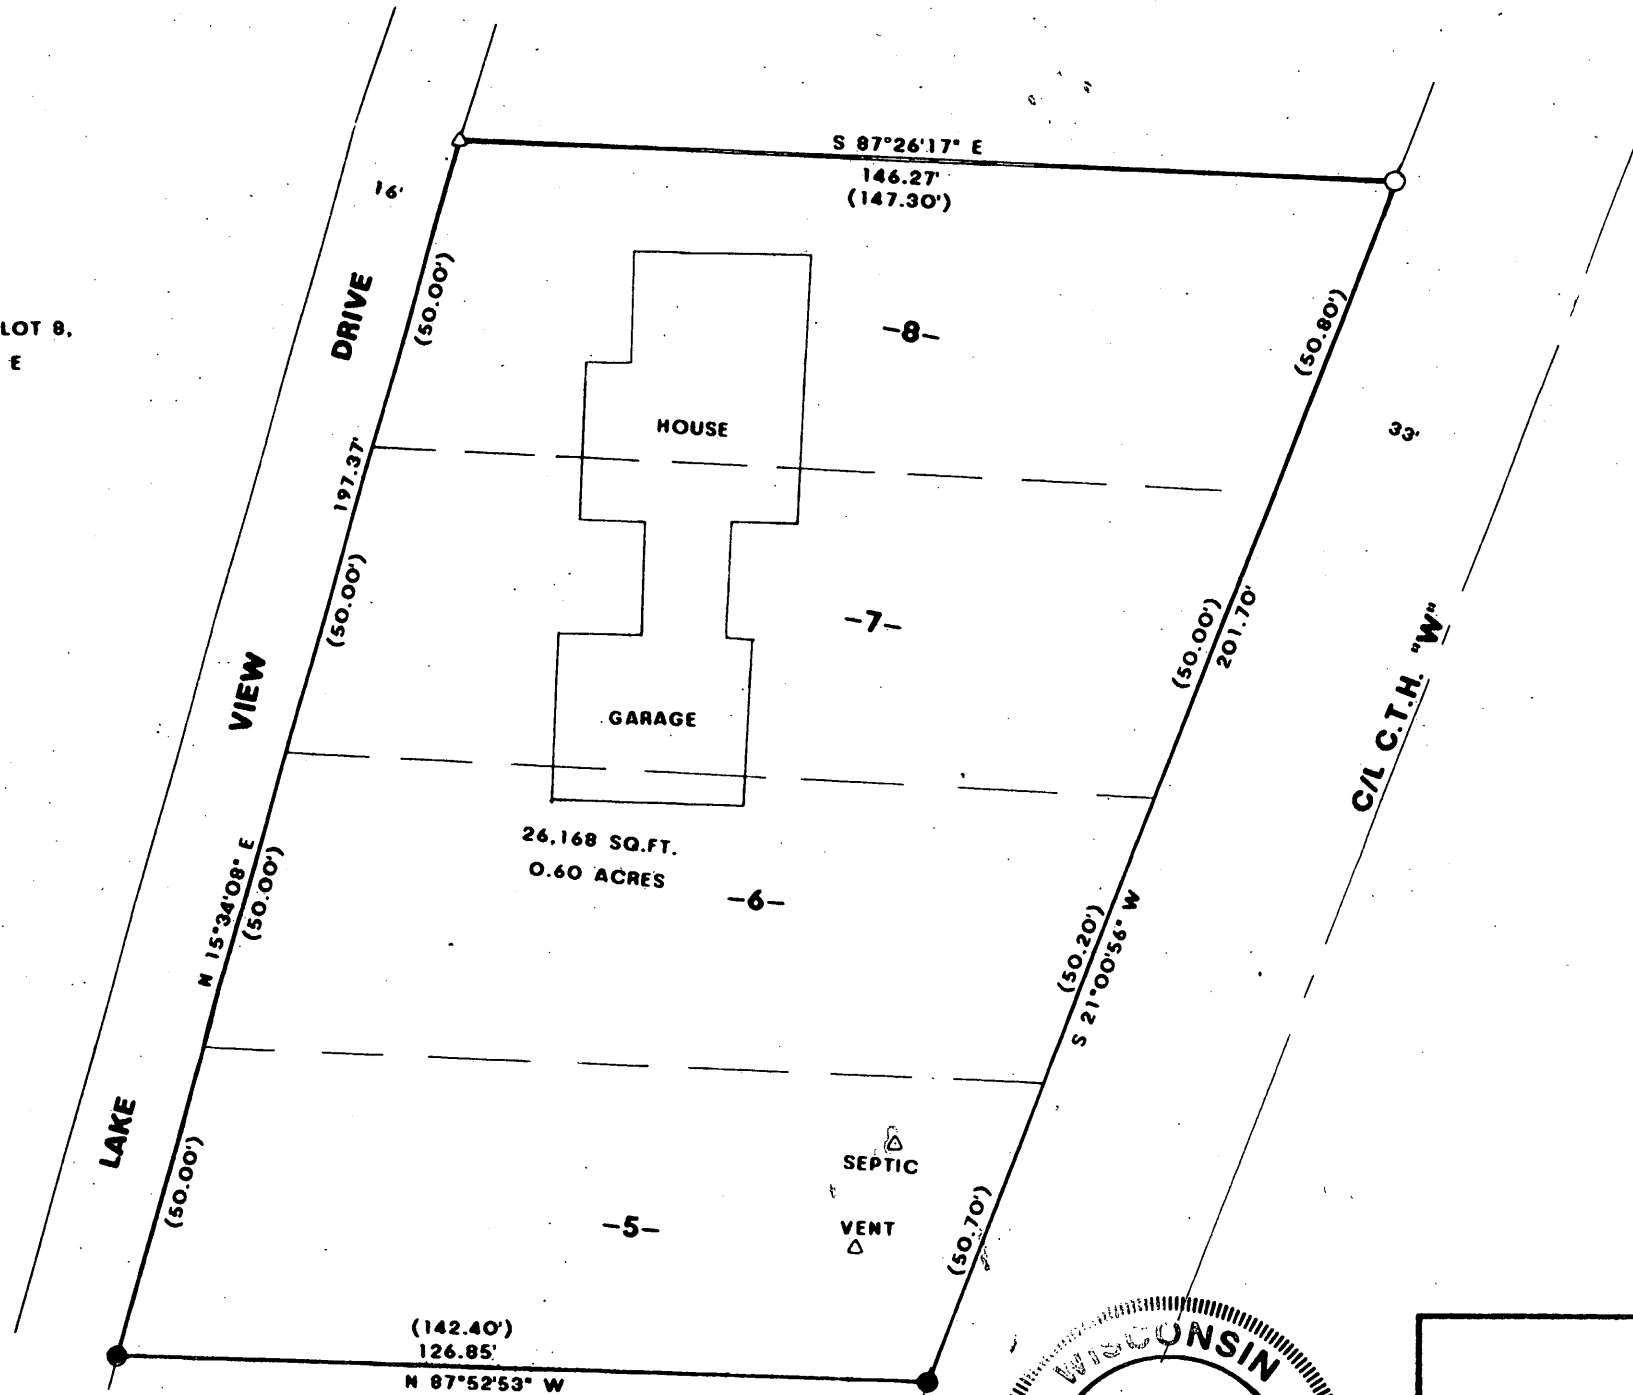 S 87°26'17" E
146.27'
(147.30')
16'
LOT 8,
E
DRIVE
(50.00')
-8-
(50.80')
HOUSE
33'
197.37'
(50.00')
-7-
(50.00')
201.70'
C/L C.T.H. "W"
VIEW
GARAGE
26,168 SQ.FT.
0.60 ACRES
-6-
N 15°34'08" E
(50.00')
(50.20')
S 21°00'56" W
LAKE
(50.00')
SEPTIC
VENT
-5-
(50.70')
(142.40')
126.85'
N 87°52'53" W
WISCONSIN